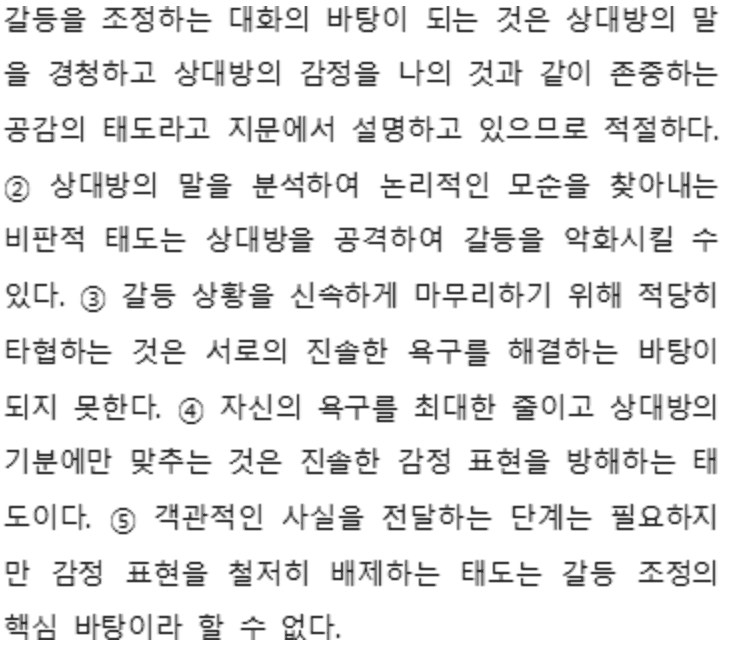 갈등을 조정하는 대화의 바탕이 되는 것은 상대방의 말
을 경청하고 상대방의 감정을 나의 것과 같이 존중하는
공감의 태도라고 지문에서 설명하고 있으므로 적절하다.
② 상대방의 말을 분석하여 논리적인 모순을 찾아내는
비판적 태도는 상대방을 공격하여 갈등을 악화시킬 수
있다. ③ 갈등 상황을 신속하게 마무리하기 위해 적당히
타협하는 것은 서로의 진솔한 욕구를 해결하는 바탕이
되지 못한다. ④ 자신의 욕구를 최대한 줄이고 상대방의
기분에만 맞추는 것은 진솔한 감정 표현을 방해하는 태
도이다. ⑤ 객관적인 사실을 전달하는 단계는 필요하지
만 감정 표현을 철저히 배제하는 태도는 갈등 조정의
핵심 바탕이라 할 수 없다.